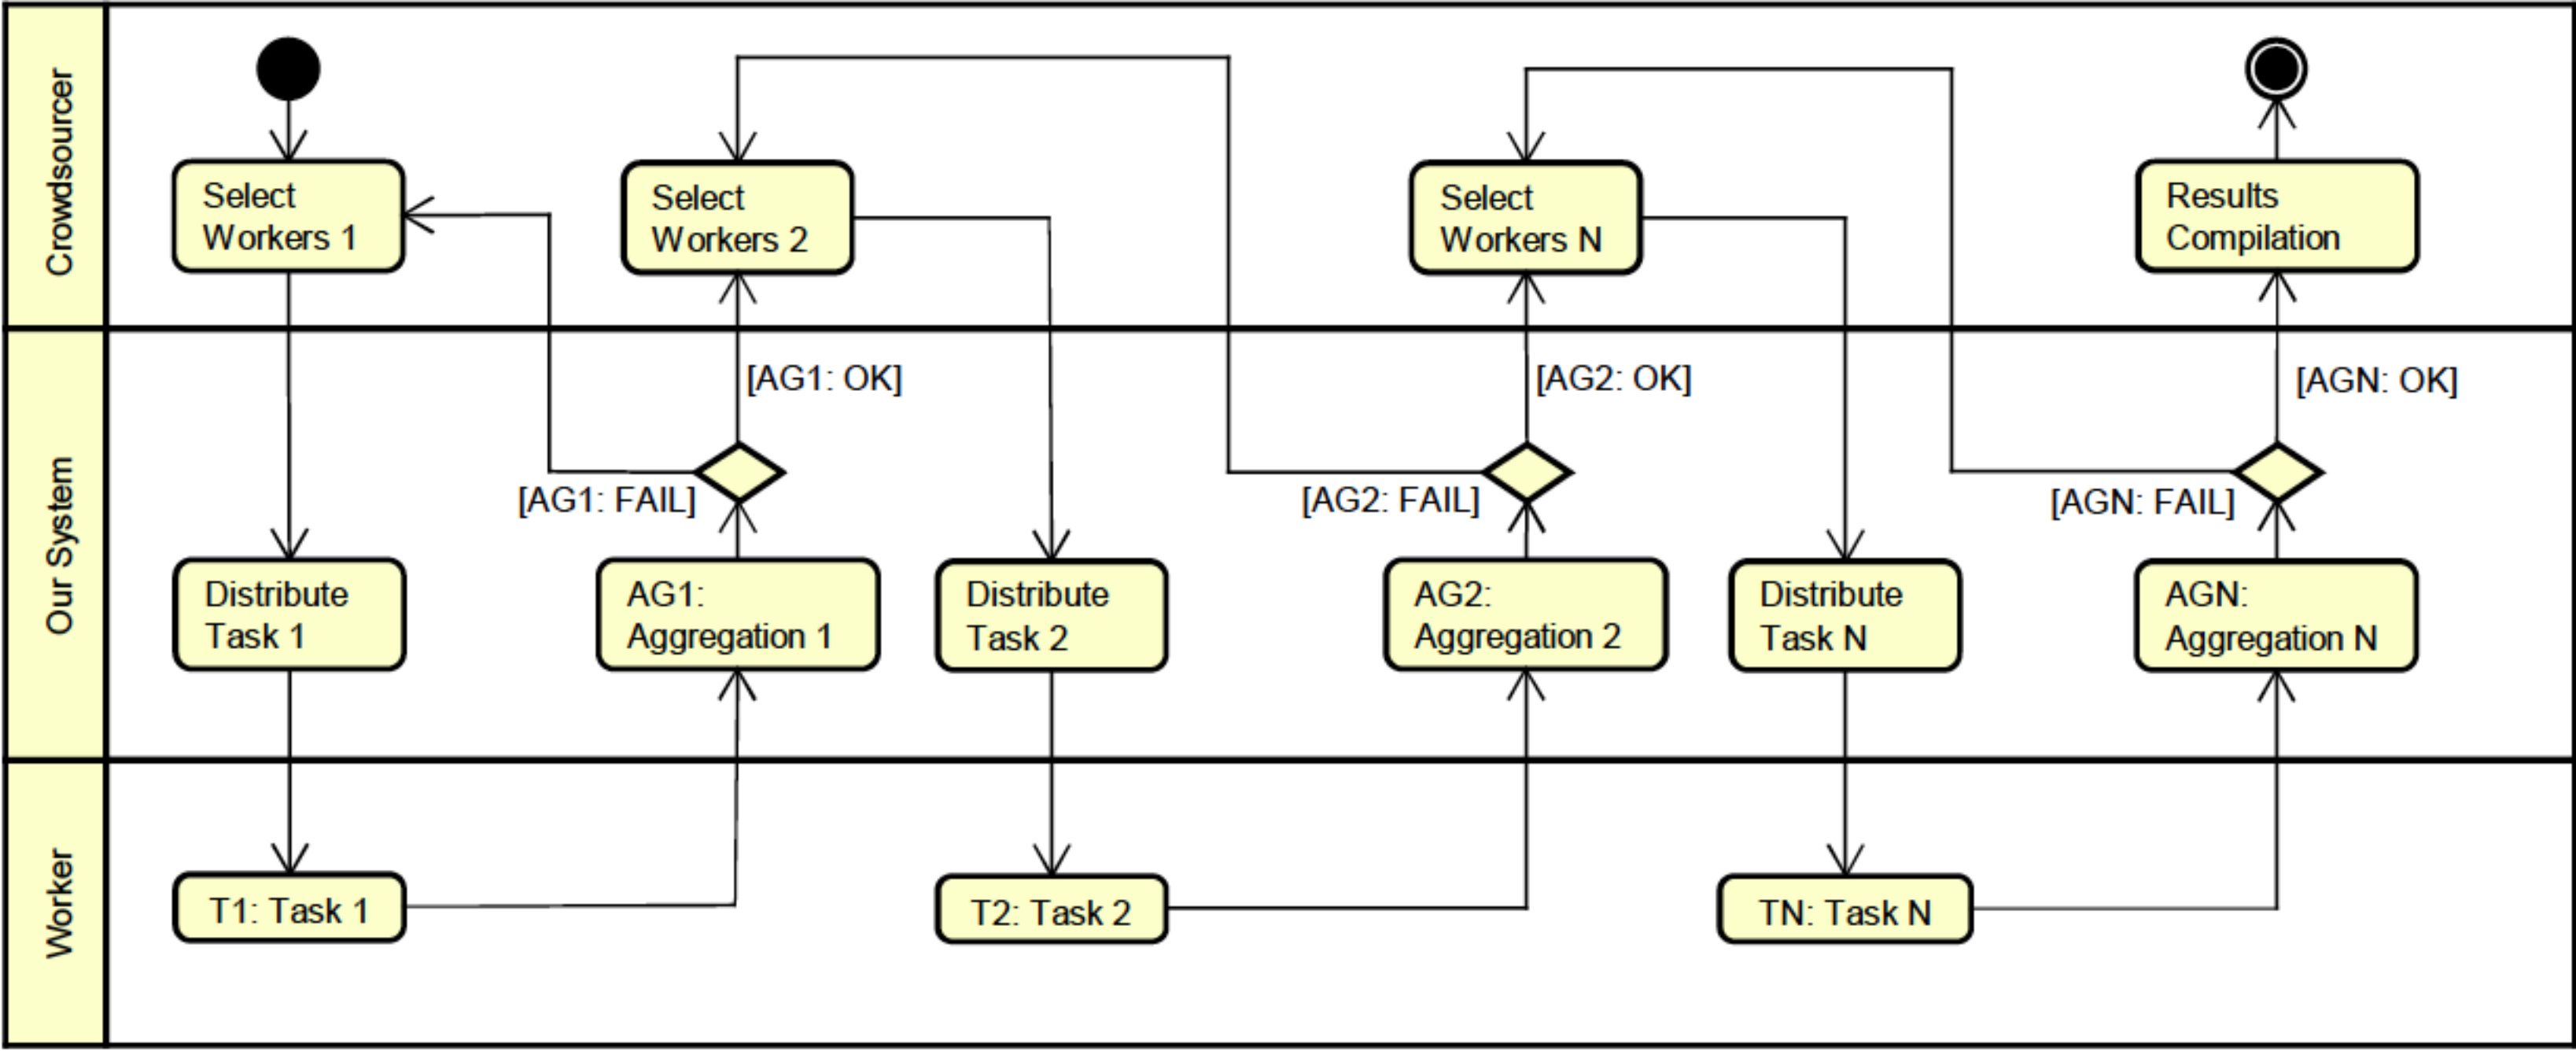 Crowdsourcer
Select
Workers 1
Select
Workers 2
Select
Workers N
Results
Compilation
Our System
[AG1: OK]
[AG2: OK]
[AGN: OK]
[AG1: FAIL]
[AG2: FAIL]
[AGN: FAIL]
Distribute
Task 1
AG1:
Aggregation 1
Distribute
Task 2
AG2:
Aggregation 2
Distribute
Task N
AGN:
Aggregation N
Worker
T1: Task 1
T2: Task 2
TN: Task N